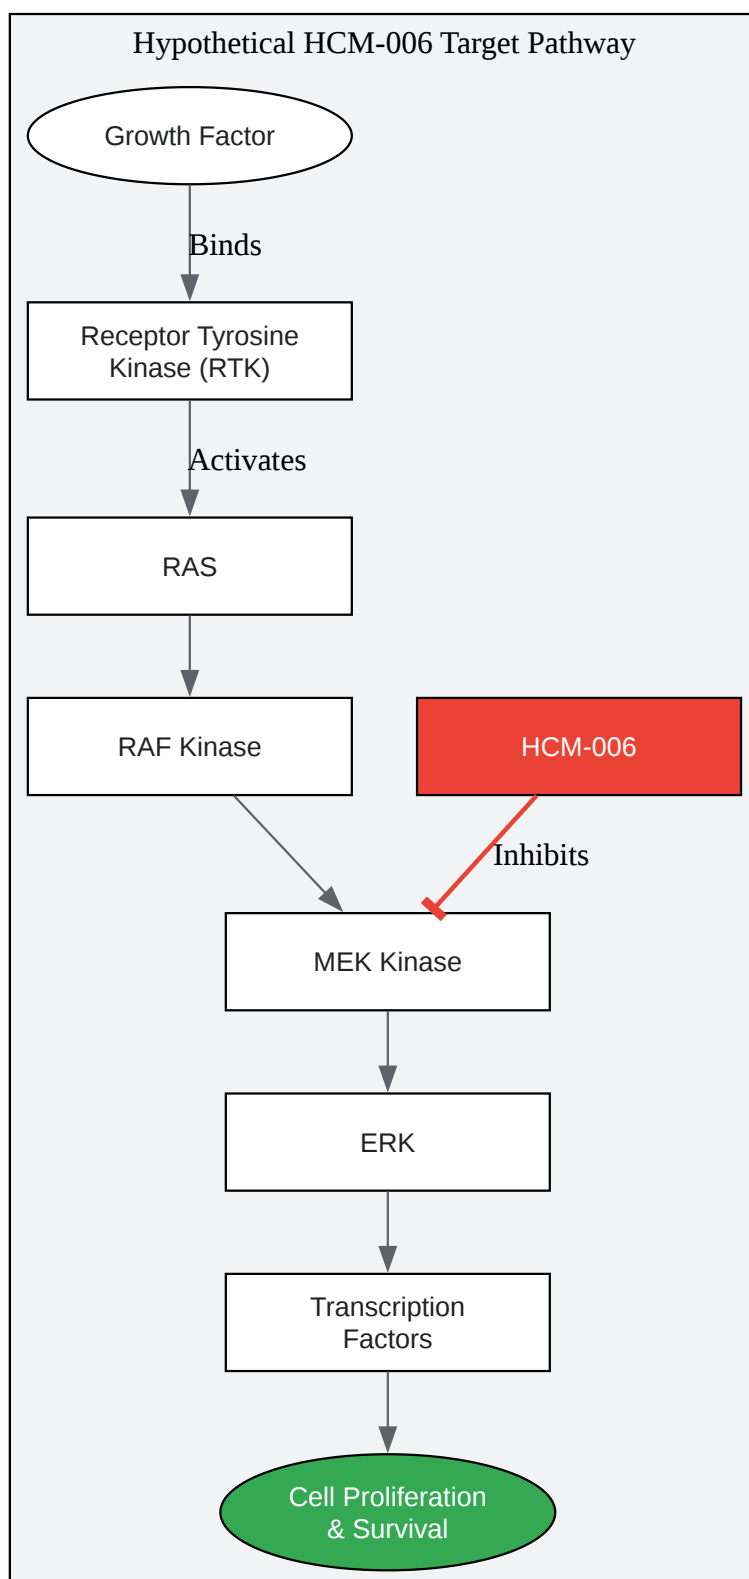 Hypothetical HCM-006 Target Pathway
Growth Factor
Binds
Receptor Tyrosine
Kinase (RTK)
Activates
RAS
RAF Kinase
HCM-006
Inhibits
MEK Kinase
ERK
Transcription
Factors
Cell Proliferation
& Survival